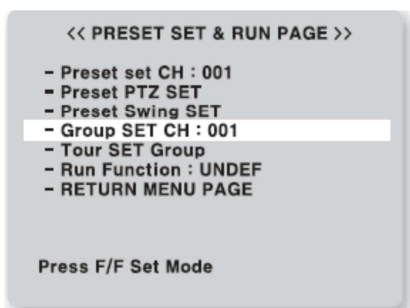 << PRESET SET & RUN PAGE >>
- Preset set CH : 001
- Preset PTZ SET
- Preset Swing SET
- Group SET CH : 001
- Tour SET Group
- Run Function : UNDEF
- RETURN MENU PAGE
Press F/F Set Mode